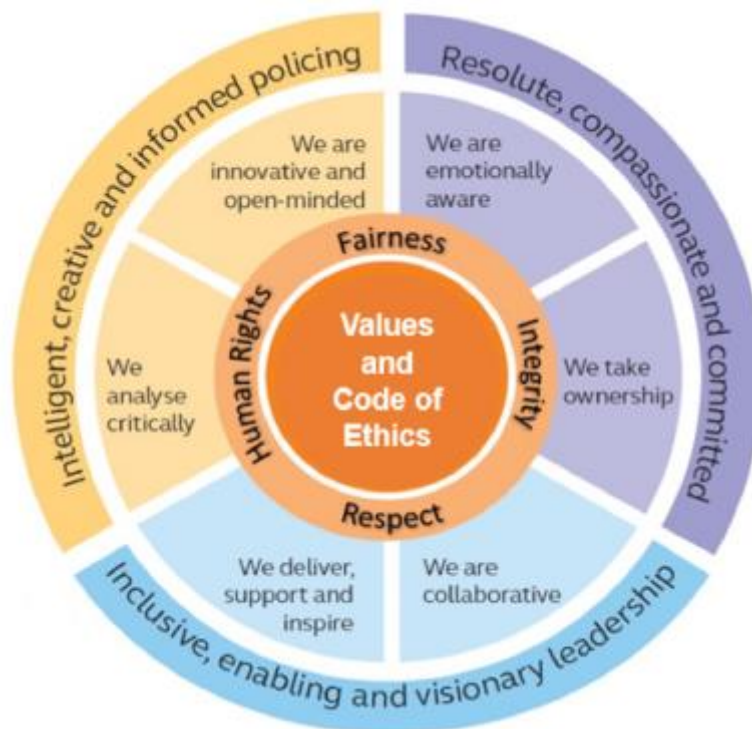 Intelligent, creative and informed policing
Resolute, compassionate and committed
We are
innovative and
open-minded
We are
emotionally
aware
Fairness
Human Rights
Values
and
Code of
Ethics
Integrity
We
analyse
critically
We take
ownership
Respect
We deliver,
support and
inspire
We are
collaborative
Inclusive, enabling and visionary leadership